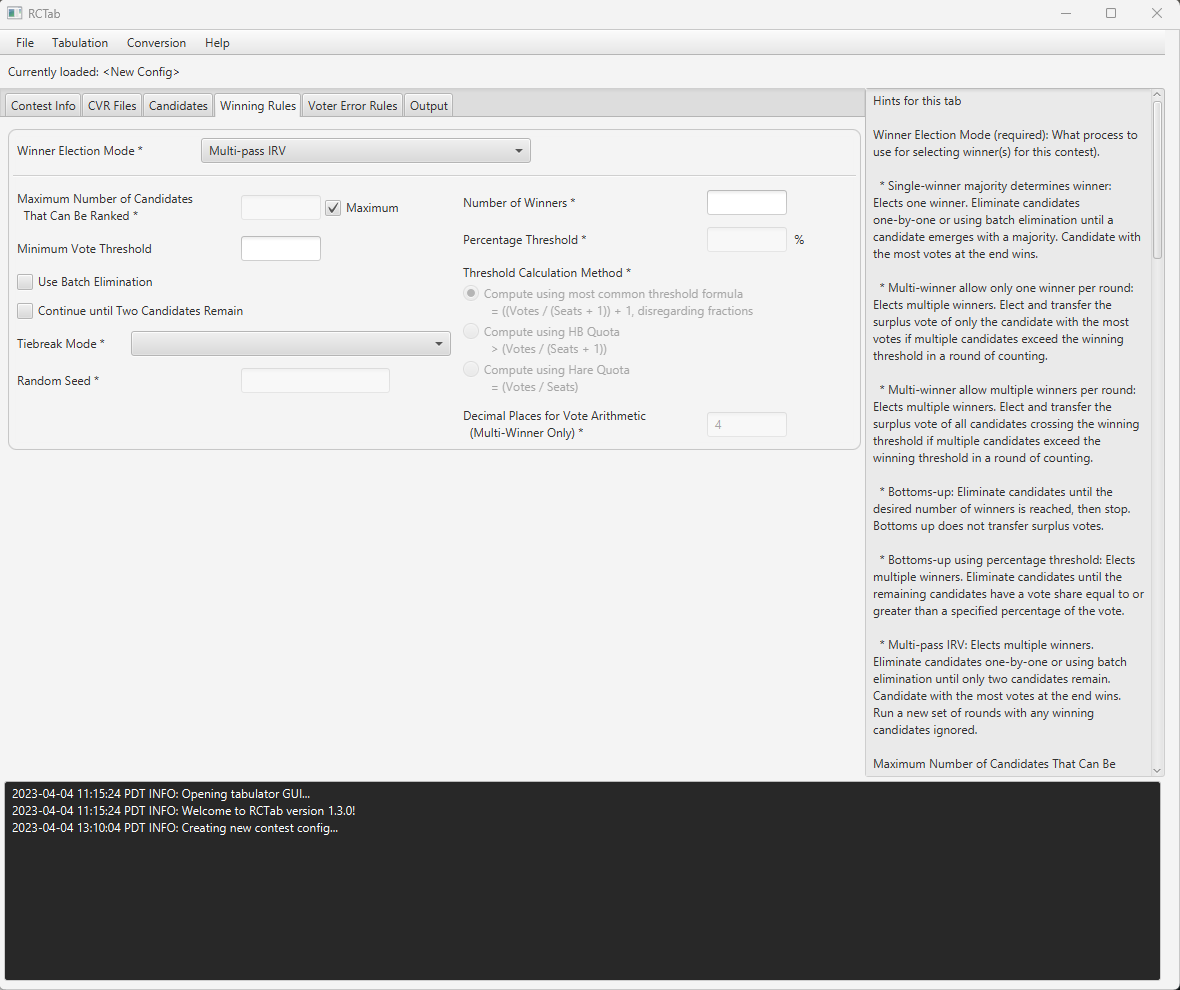 RCTab
File Tabulation Conversion Help
Currently loaded: <New Config>
Contest Info CVR Files Candidates Winning Rules Voter Error Rules Output
Winner Election Mode *
Multi-pass IRV
Maximum Number of Candidates
That Can Be Ranked *
Maximum
Minimum Vote Threshold
Use Batch Elimination
Continue until Two Candidates Remain
Tiebreak Mode *
Random Seed *
Number of Winners *
Percentage Threshold *
%
Threshold Calculation Method *
Compute using most common threshold formula
= ((Votes / (Seats + 1)) + 1, disregarding fractions
Compute using HB Quota
> (Votes / (Seats + 1))
Compute using Hare Quota
= (Votes / Seats)
Decimal Places for Vote Arithmetic
(Multi-Winner Only) *
4
Hints for this tab
Winner Election Mode (required): What process to
use for selecting winner(s) for this contest).
* Single-winner majority determines winner:
Elects one winner. Eliminate candidates
one-by-one or using batch elimination until a
candidate emerges with a majority. Candidate with
the most votes at the end wins.
* Multi-winner allow only one winner per round:
Elects multiple winners. Elect and transfer the
surplus vote of only the candidate with the most
votes if multiple candidates exceed the winning
threshold in a round of counting.
* Multi-winner allow multiple winners per round:
Elects multiple winners. Elect and transfer the
surplus vote of all candidates crossing the winning
threshold if multiple candidates exceed the
winning threshold in a round of counting.
* Bottoms-up: Eliminate candidates until the
desired number of winners is reached, then stop.
Bottoms up does not transfer surplus votes.
* Bottoms-up using percentage threshold: Elects
multiple winners. Eliminate candidates until the
remaining candidates have a vote share equal to or
greater than a specified percentage of the vote.
* Multi-pass IRV: Elects multiple winners.
Eliminate candidates one-by-one or using batch
elimination until only two candidates remain.
Candidate with the most votes at the end wins.
Run a new set of rounds with any winning
candidates ignored.
Maximum Number of Candidates That Can Be
2023-04-04 11:15:24 PDT INFO: Opening tabulator GUI...
2023-04-04 11:15:24 PDT INFO: Welcome to RCTab version 1.3.0!
2023-04-04 13:10:04 PDT INFO: Creating new contest config...